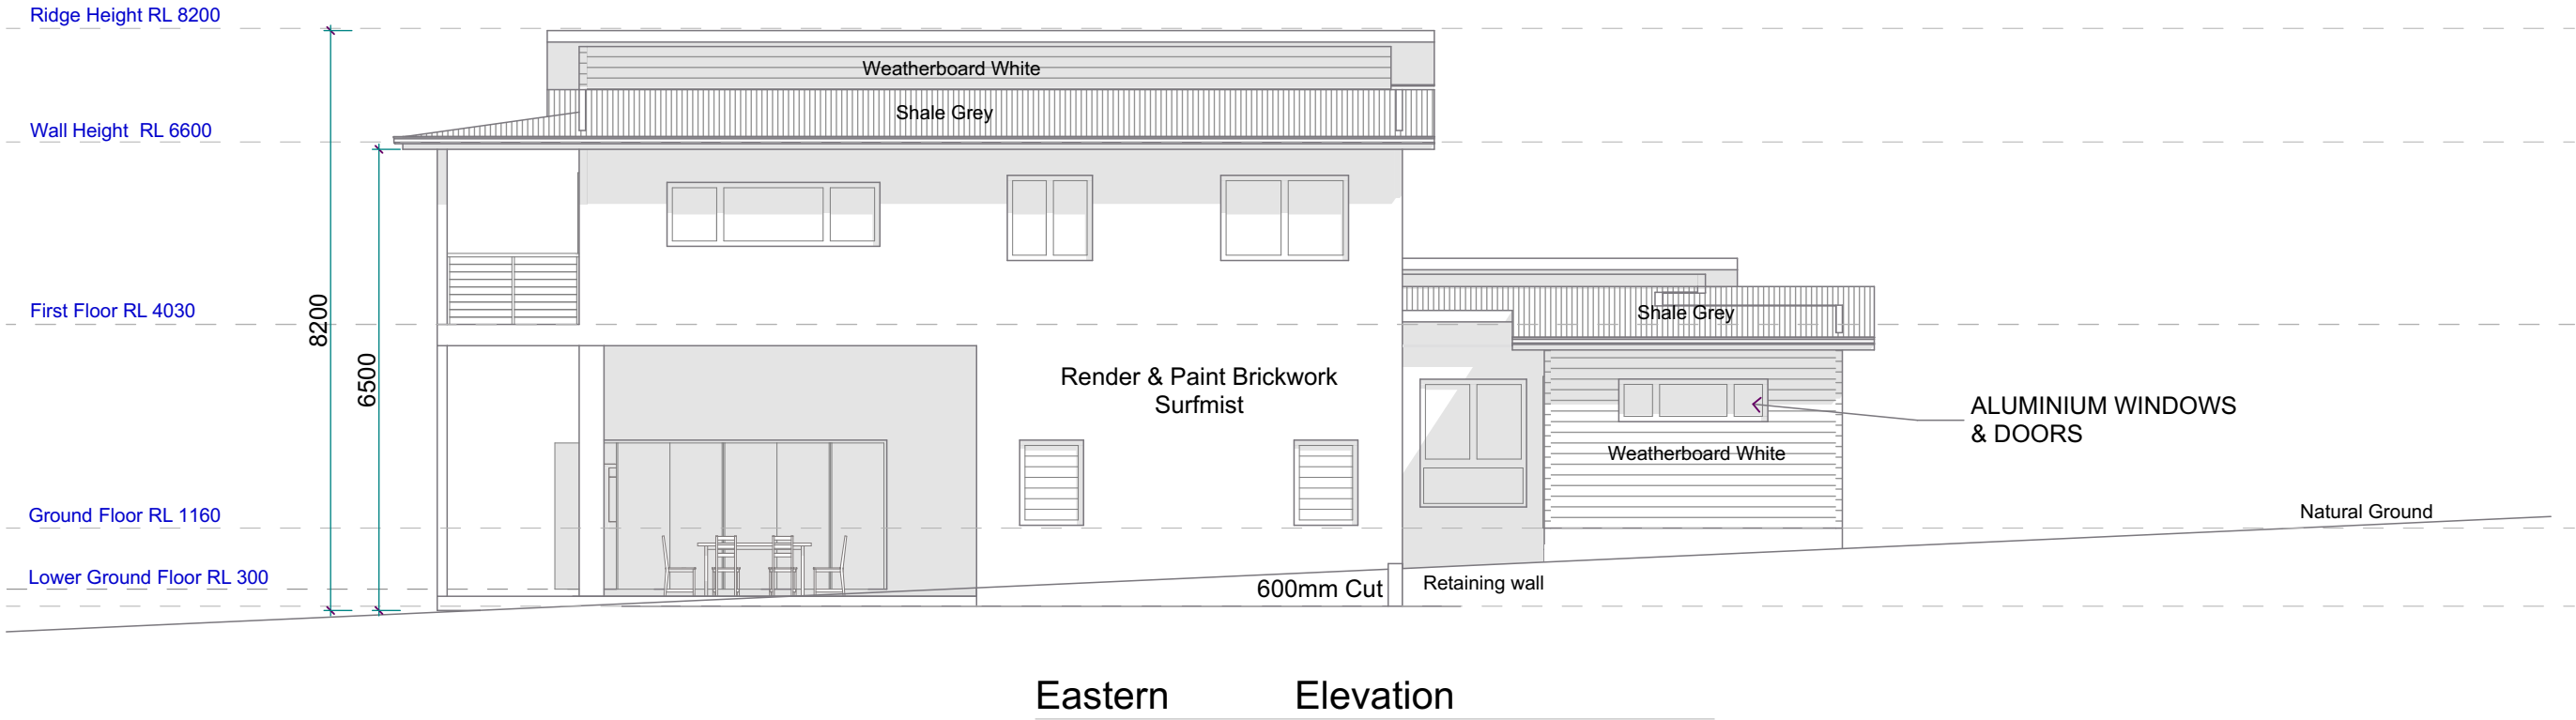 Ridge Height RL 8200
Weatherboard White
Shale Grey
Wall Height  RL 6600
First Floor RL 4030
8200
6500
Shale Grey
Render & Paint Brickwork
Surfmist
ALUMINIUM WINDOWS
& DOORS
Weatherboard White
Ground Floor RL 1160
Natural Ground
Lower Ground Floor RL 300
600mm Cut
Retaining wall
Eastern Elevation